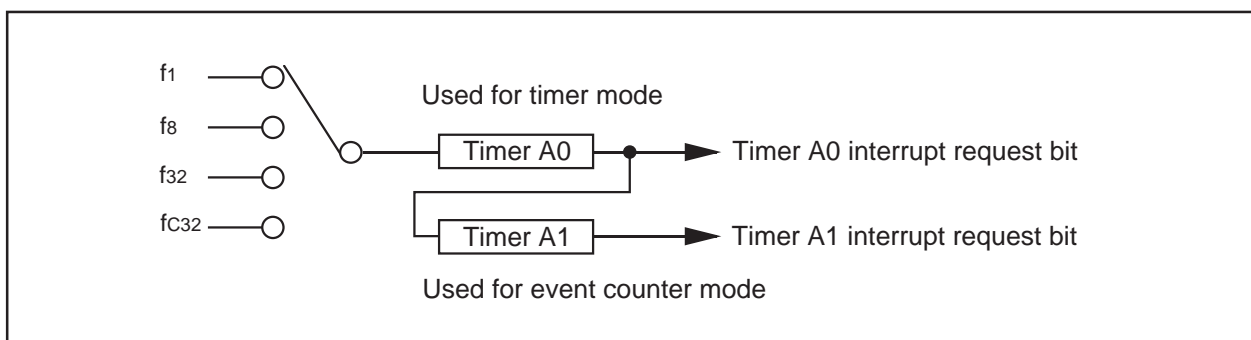 f1
Used for timer mode
f8
Timer A0
Timer A0 interrupt request bit
f32
fC32
Timer A1
Timer A1 interrupt request bit
Used for event counter mode